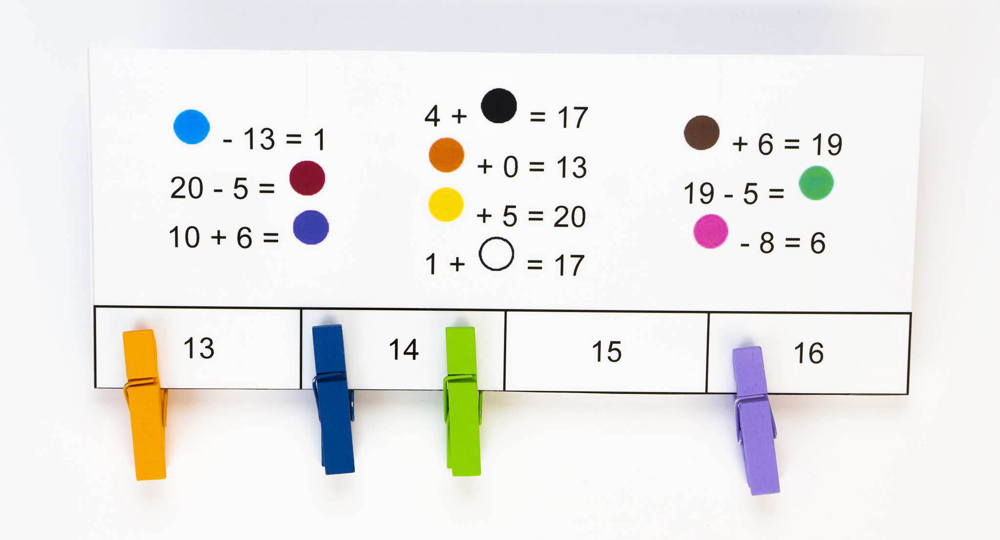 - 13 = 1
20 - 5 =
10 + 6 =
4 + = 17
+ 0 = 13
+ 5 = 20
1 + = 17
+ 6 = 19
19 - 5 =
- 8 = 6
13 14 15 16